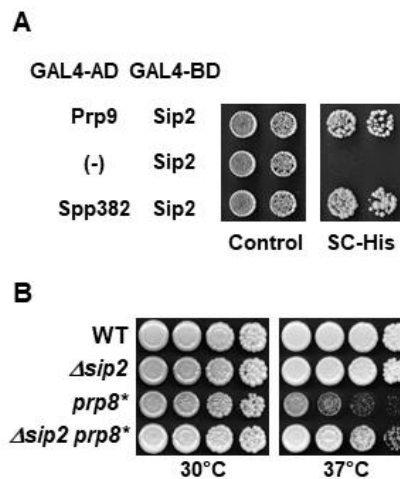 A
GAL4-AD GAL4-BD
Prp9 Sip2
(-) Sip2
Spp382 Sip2
Control SC-His
B
WT
Δsip2
prp8*
Δsip2 prp8*
30°C 37°C